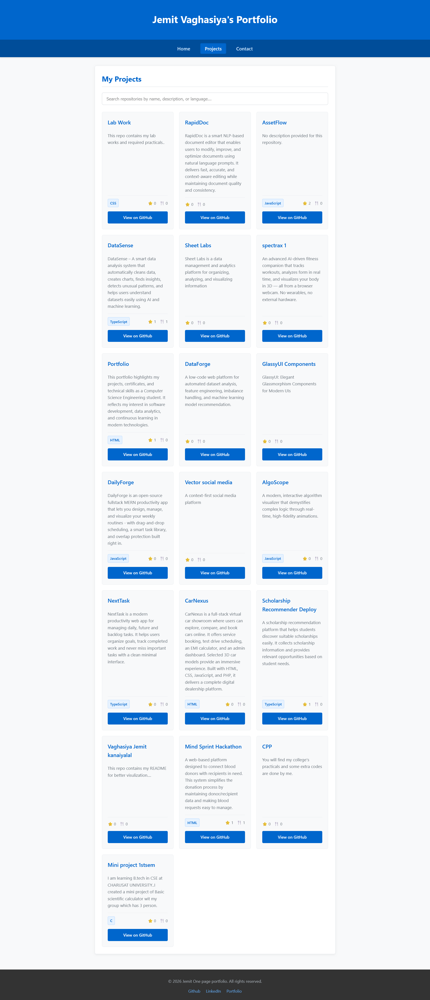 Jemit Vaghasiya's Portfolio
Home Projects Contact
My Projects
Search repositories by name, description, or language...
Lab Work
This repo contains my lab
works and required practicals..
CSS ⭐ 0 🍴 0
View on GitHub
RapidDoc
RapidDoc is a smart NLP-based
document editor that enables
users to modify, improve, and
optimize documents using
natural language prompts. It
delivers fast, accurate, and
context-aware editing while
maintaining document quality
and consistency.
⭐ 0 🍴 0
View on GitHub
AssetFlow
No description provided for this
repository.
JavaScript ⭐ 2 🍴 0
View on GitHub
DataSense
DataSense – A smart data
analysis system that
automatically cleans data,
creates charts, finds insights,
detects unusual patterns, and
helps users understand
datasets easily using AI and
machine learning.
TypeScript ⭐ 1 🍴 1
View on GitHub
Sheet Labs
Sheet Labs is a data
management and analytics
platform for organizing,
analyzing, and visualizing
information
⭐ 0 🍴 0
View on GitHub
spectrax 1
An advanced AI-driven fitness
companion that tracks
workouts, analyzes form in real
time, and visualizes your body
in 3D — all from a browser
webcam. No wearables, no
external hardware.
⭐ 0 🍴 0
View on GitHub
Portfolio
This portfolio highlights my
projects, certificates, and
technical skills as a Computer
Science Engineering student. It
reflects my interest in software
development, data analytics,
and continuous learning in
modern technologies.
HTML ⭐ 1 🍴 0
View on GitHub
DataForge
A low-code web platform for
automated dataset analysis,
feature engineering, imbalance
handling, and machine learning
model recommendation.
⭐ 0 🍴 0
View on GitHub
GlassyUI Components
GlassyUI: Elegant
Glassmorphism Components
for Modern UIs
⭐ 0 🍴 0
View on GitHub
DailyForge
DailyForge is an open-source
fullstack MERN productivity app
that lets you design, manage,
and visualize your weekly
routines - with drag-and-drop
scheduling, a smart task library,
and overlap protection built
right in.
JavaScript ⭐ 0 🍴 0
View on GitHub
Vector social media
A context-first social media
platform
⭐ 0 🍴 0
View on GitHub
AlgoScope
A modern, interactive algorithm
visualizer that demystifies
complex logic through real-
time, high-fidelity animations.
JavaScript ⭐ 0 🍴 0
View on GitHub
NextTask
NextTask is a modern
productivity web app for
managing daily, future and
backlog tasks. It helps users
organize goals, track completed
work and never miss important
tasks with a clean minimal
interface.
TypeScript ⭐ 0 🍴 0
View on GitHub
CarNexus
CarNexus is a full-stack virtual
car showroom where users can
explore, compare, and book
cars online. It offers service
booking, test drive scheduling,
an EMI calculator, and an admin
dashboard. Selected 3D car
models provide an immersive
experience. Built with HTML,
CSS, JavaScript, and PHP, it
delivers a complete digital
dealership platform.
HTML ⭐ 0 🍴 0
View on GitHub
Scholarship
Recommender Deploy
A scholarship recommendation
platform that helps students
discover suitable scholarships
easily. It collects scholarship
information and provides
relevant opportunities based on
student needs.
TypeScript ⭐ 1 🍴 0
View on GitHub
Vaghasiya Jemit
kanaiyalal
This repo contains my README
for better visulization....
⭐ 0 🍴 0
View on GitHub
Mind Sprint Hackathon
A web-based platform
designed to connect blood
donors with recipients in need.
This system simplifies the
donation process by
maintaining donor/recipient
data and making blood
requests easy to manage.
HTML ⭐ 1 🍴 1
View on GitHub
CPP
You will find my college's
practicals and some extra codes
are done by me.
⭐ 0 🍴 0
View on GitHub
Mini project 1stsem
I am learning B.tech in CSE at
CHARUSAT UNIVERSITY..I
created a mini project of Basic
scientific calculator wit my
group which has 3 person.
C ⭐ 0 🍴 0
View on GitHub
© 2026 Jemit One page portfolio. All rights reserved.
Github LinkedIn Portfolio